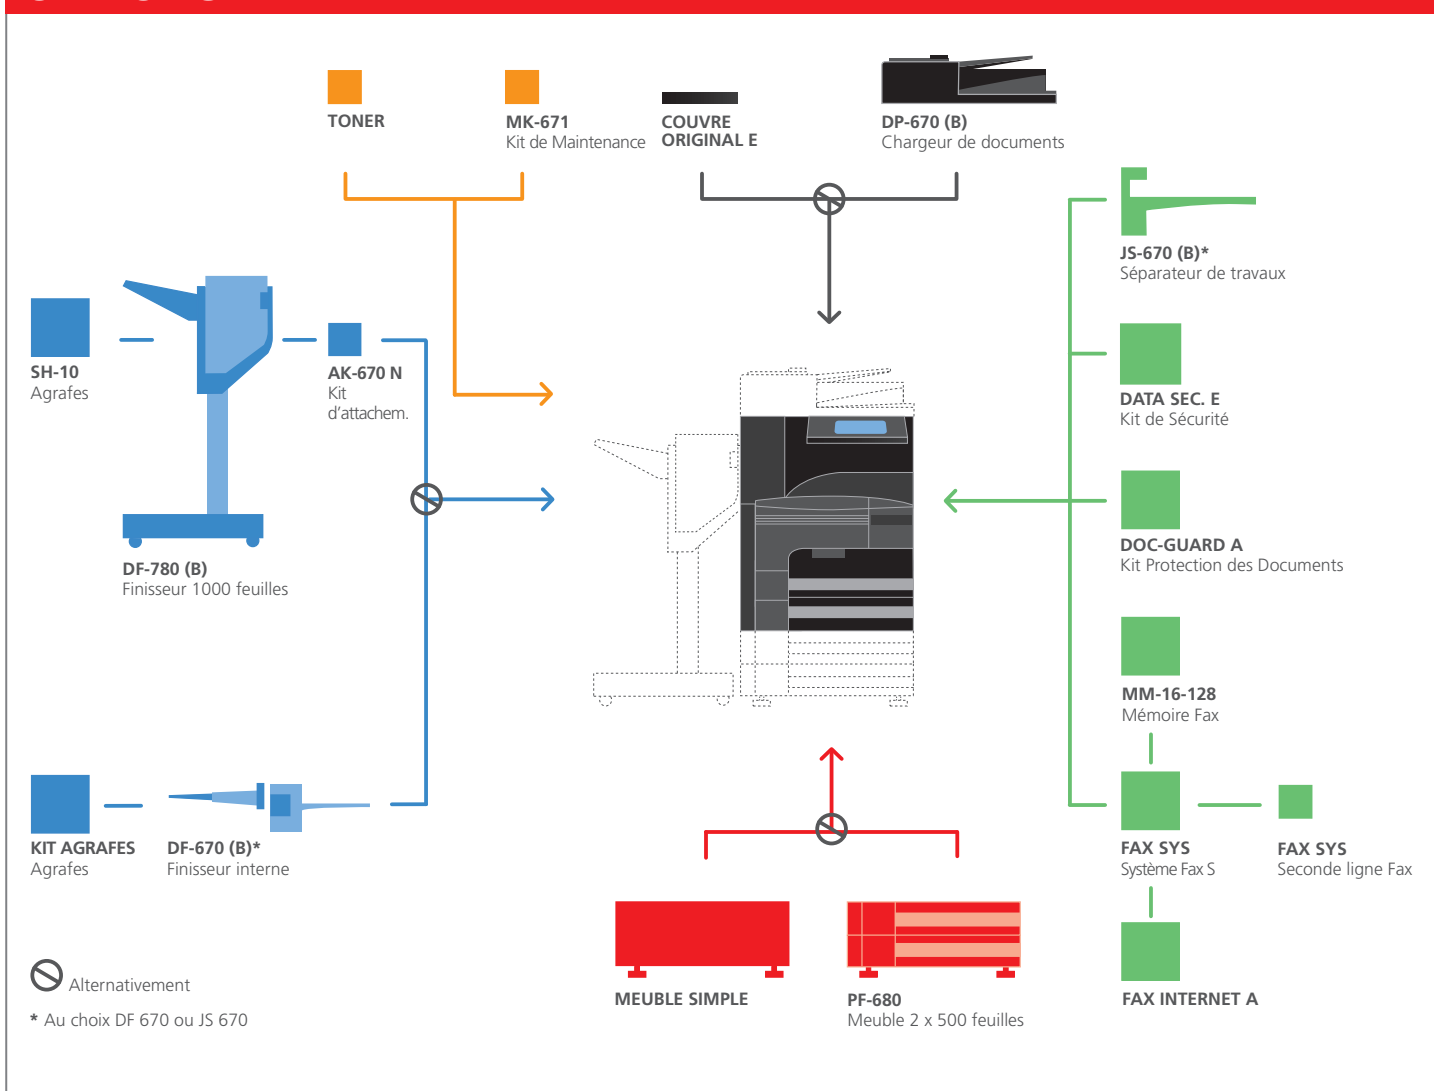 TONER
MK-671
Kit de Maintenance
COUVRE
ORIGINAL E
DP-670 (B)
Chargeur de documents
JS-670 (B)*
Séparateur de travaux
SH-10
Agrafes
AK-670 N
Kit
d'attachem.
DATA SEC. E
Kit de Sécurité
DF-780 (B)
Finisseur 1000 feuilles
DOC-GUARD A
Kit Protection des Documents
MM-16-128
Mémoire Fax
KIT AGRAFES
Agrafes
DF-670 (B)*
Finisseur interne
FAX SYS
Système Fax S
FAX SYS
Seconde ligne Fax
MEUBLE SIMPLE
PF-680
Meuble 2 x 500 feuilles
FAX INTERNET A
Alternativement
* Au choix DF 670 ou JS 670